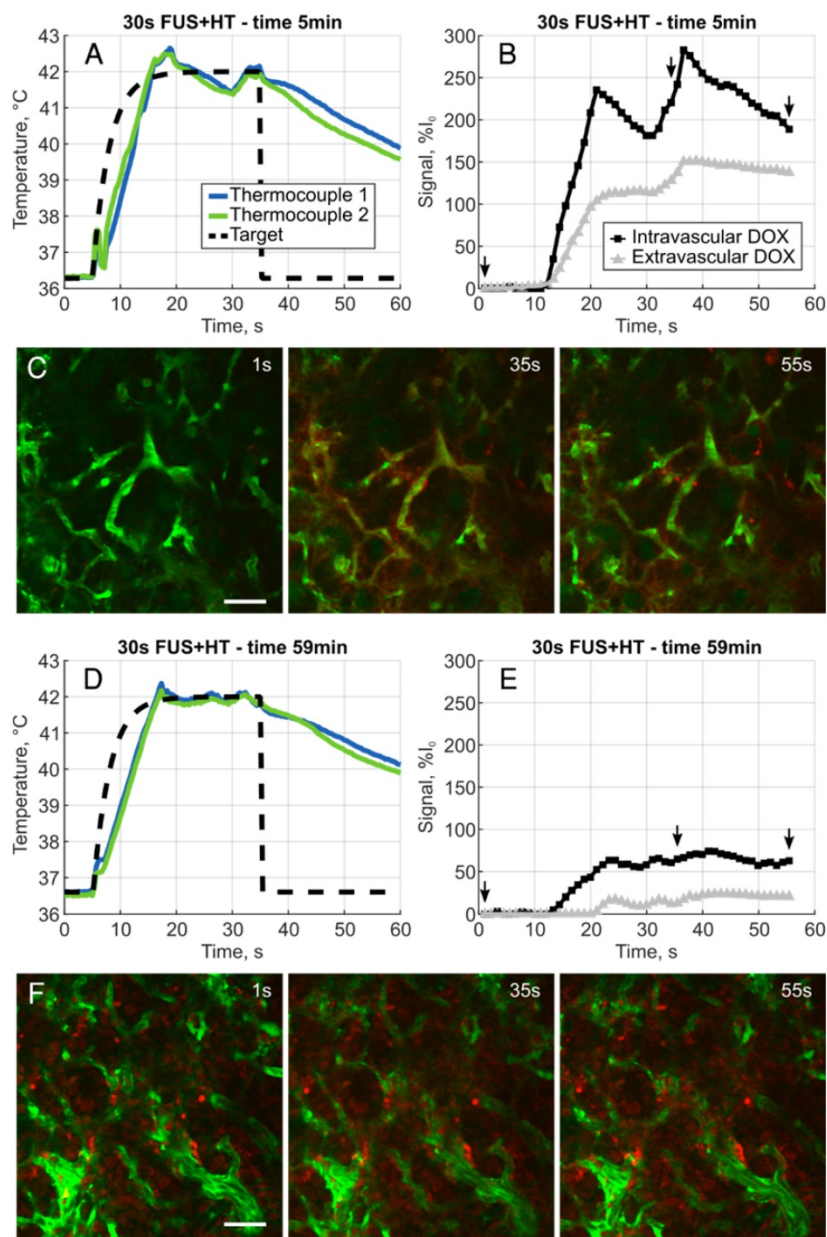 30s FUS+HT - time 5min
A
43
42
41
40
39
38
37
36
Temperature, °C
Thermocouple 1
Thermocouple 2
Target
0 10 20 30 40 50 60
Time, s
30s FUS+HT - time 5min
B
300
250
200
150
100
50
0
Signal, %I₀
Intravascular DOX
Extravascular DOX
0 10 20 30 40 50 60
Time, s
C
1s
35s
55s
30s FUS+HT - time 59min
D
43
42
41
40
39
38
37
36
Temperature, °C
0 10 20 30 40 50 60
Time, s
30s FUS+HT - time 59min
E
300
250
200
150
100
50
0
Signal, %I₀
0 10 20 30 40 50 60
Time, s
F
1s
35s
55s